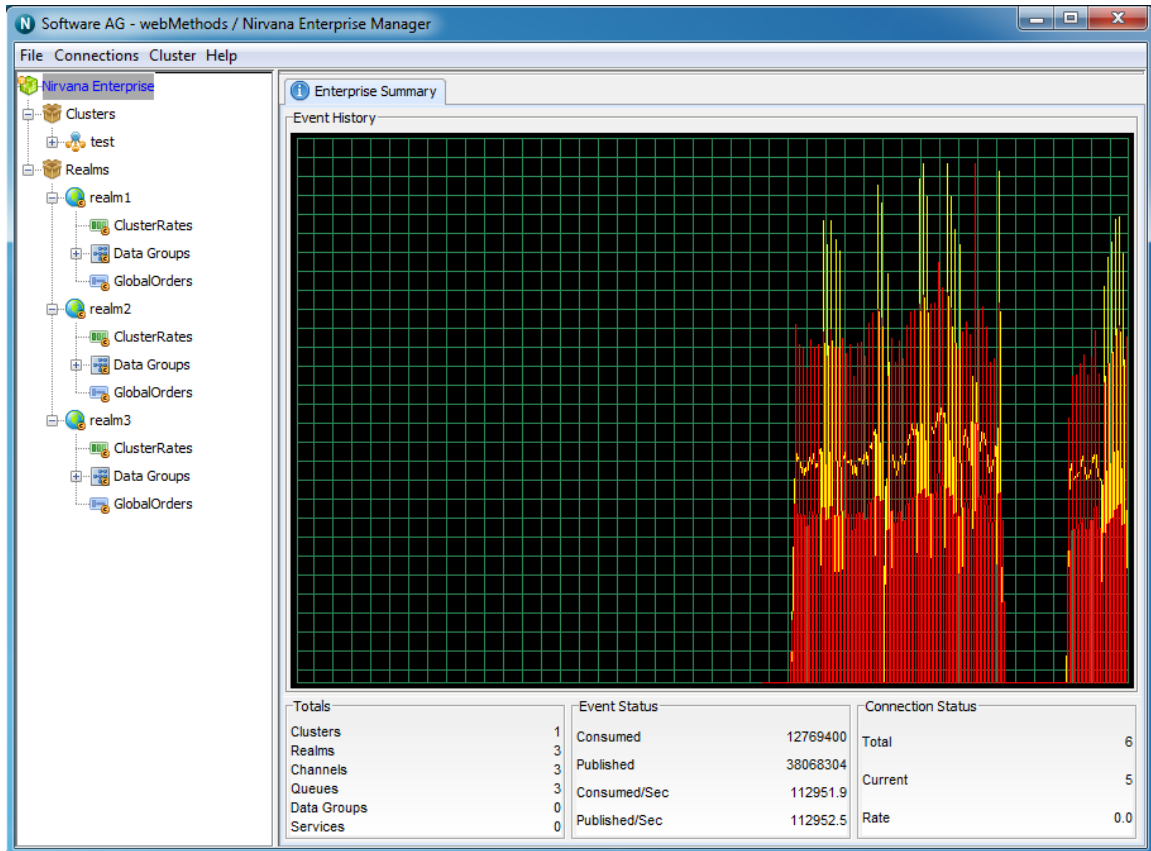 Software AG - webMethods / Nirvana Enterprise Manager
File Connections Cluster Help
Nirvana Enterprise
Clusters
test
Realms
realm1
ClusterRates
Data Groups
GlobalOrders
realm2
ClusterRates
Data Groups
GlobalOrders
realm3
ClusterRates
Data Groups
GlobalOrders
Enterprise Summary
Event History
Totals
Clusters 1
Realms 3
Channels 3
Queues 3
Data Groups 0
Services 0
Event Status
Consumed 12769400
Published 38068304
Consumed/Sec 112951.9
Published/Sec 112952.5
Connection Status
Total 6
Current 5
Rate 0.0